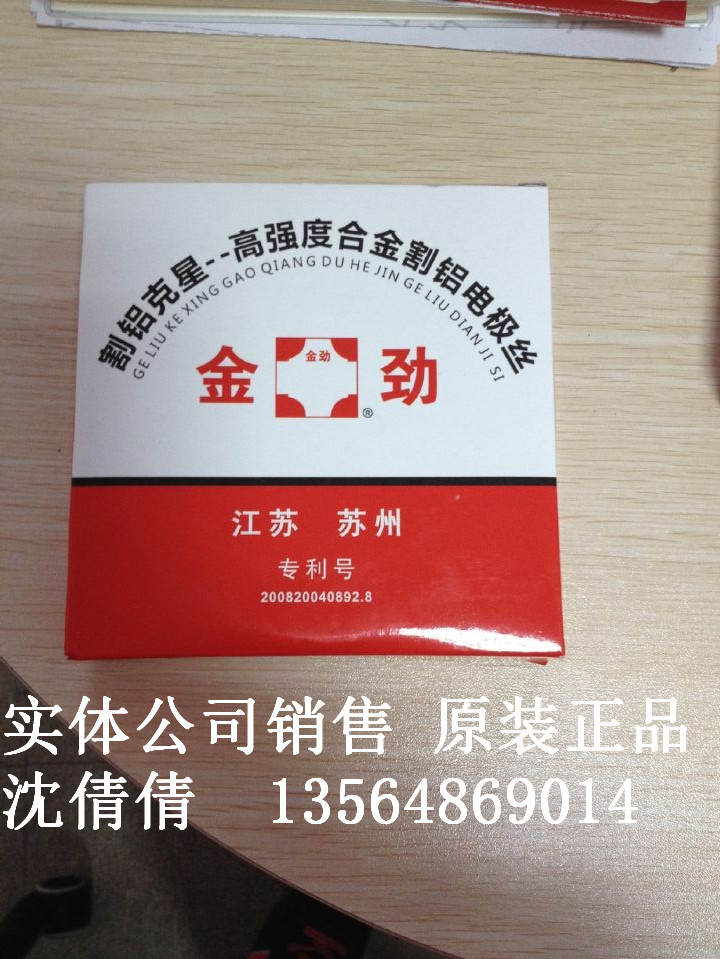 割铝克星--高强度合金割铝电极丝
GE LIU KE XING GAO QIANG DU HE JIN GE LIU DIAN JI SI
金 金劲 ® 劲
江苏 苏州
专利号
200820040892.8
实体公司销售 原装正品
沈倩倩 13564869014